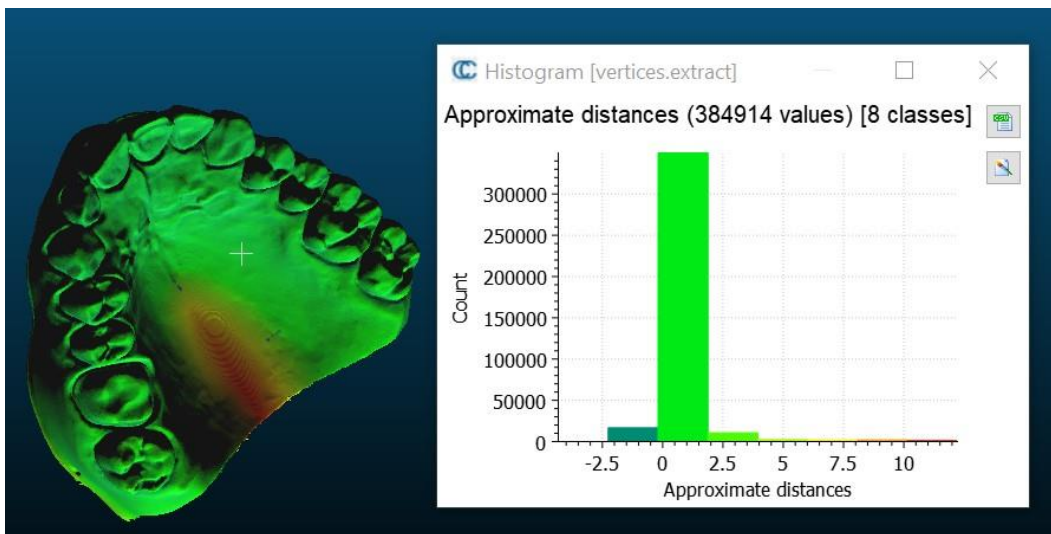 Histogram [vertices.extract]
Approximate distances (384914 values) [8 classes]
CSV
300000
250000
200000
150000
100000
50000
0
Count
-2.5 0 2.5 5 7.5 10
Approximate distances